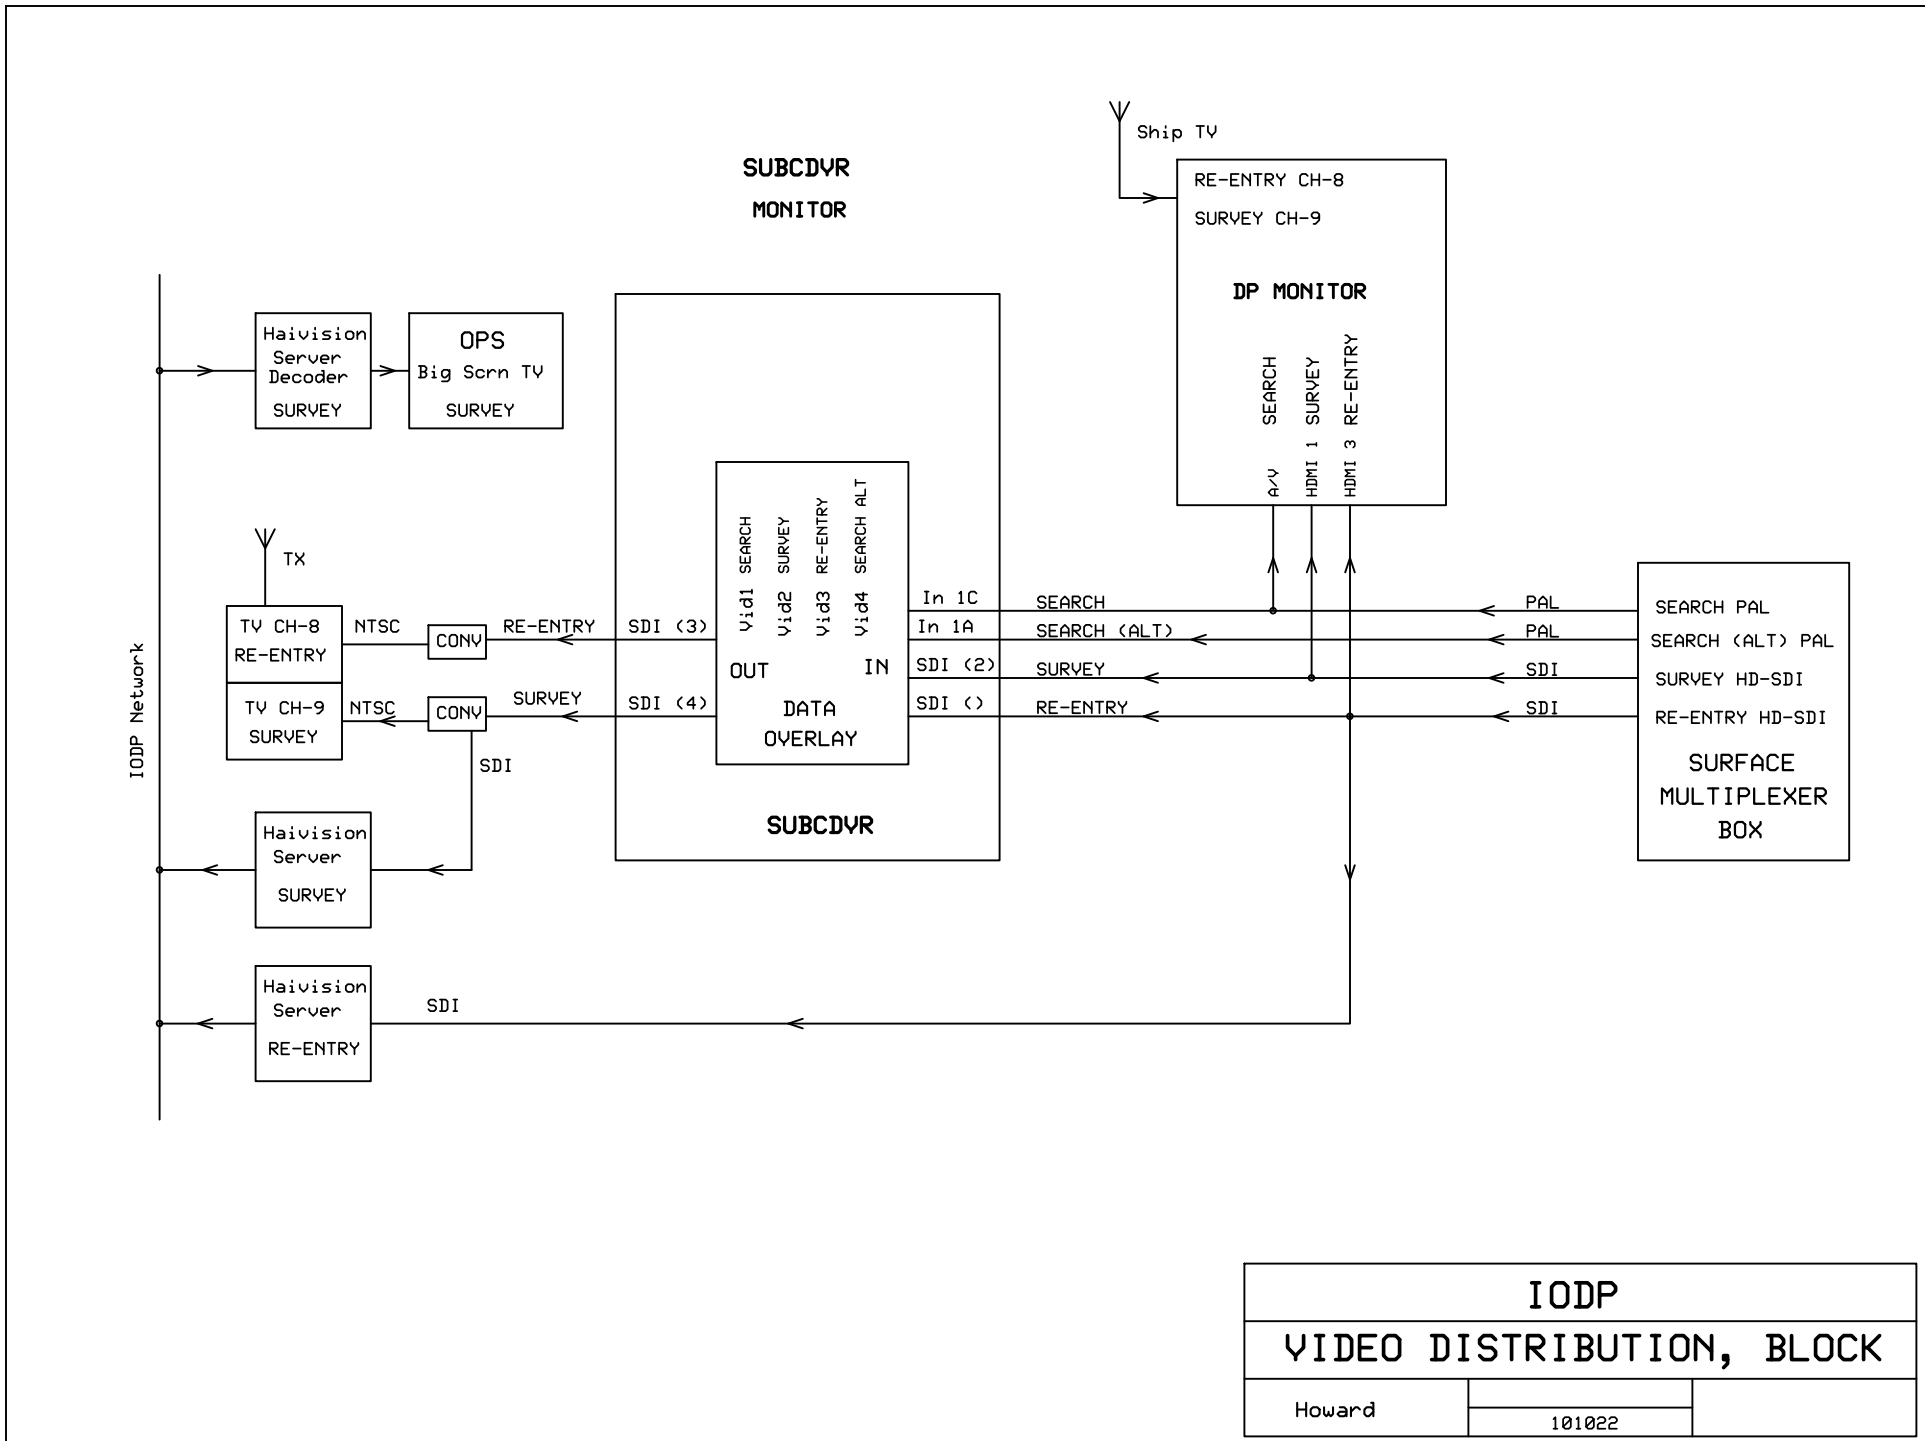 Ship TV
SUBCDVR
MONITOR
RE-ENTRY CH-8
SURVEY CH-9
DP MONITOR
A/V SEARCH
HDMI 1 SURVEY
HDMI 3 RE-ENTRY
Haivision
Server
Decoder
SURVEY
OPS
Big Scrn TV
SURVEY
IODP Network
TX
TV CH-8
RE-ENTRY
NTSC
CONV
RE-ENTRY
SDI (3)
TV CH-9
SURVEY
NTSC
CONV
SURVEY
SDI (4)
SDI
Vid1 SEARCH
Vid2 SURVEY
Vid3 RE-ENTRY
Vid4 SEARCH ALT
OUT
IN
DATA
OVERLAY
SUBCDVR
In 1C
In 1A
SDI (2)
SDI ()
SEARCH
SEARCH (ALT)
SURVEY
RE-ENTRY
PAL
PAL
SDI
SDI
SEARCH PAL
SEARCH (ALT) PAL
SURVEY HD-SDI
RE-ENTRY HD-SDI
SURFACE
MULTIPLEXER
BOX
Haivision
Server
SURVEY
Haivision
Server
RE-ENTRY
SDI
IODP
VIDEO DISTRIBUTION, BLOCK
Howard
101022